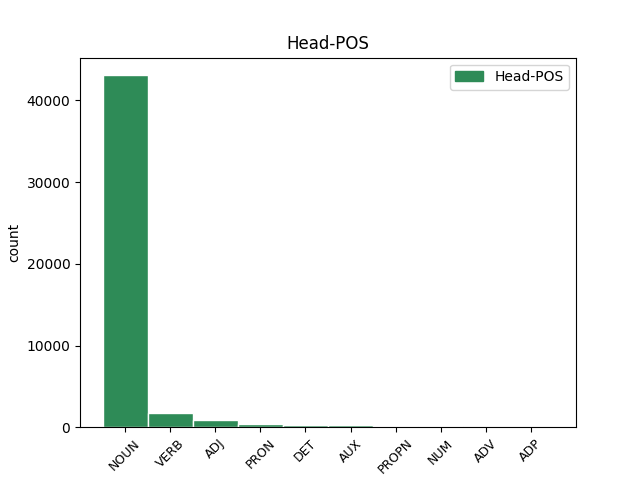 Head-POS
Head-POS
count
40000
30000
20000
10000
0
NOUN
VERB
ADJ
PRON
DET
AUX
PROPN
NUM
ADV
ADP